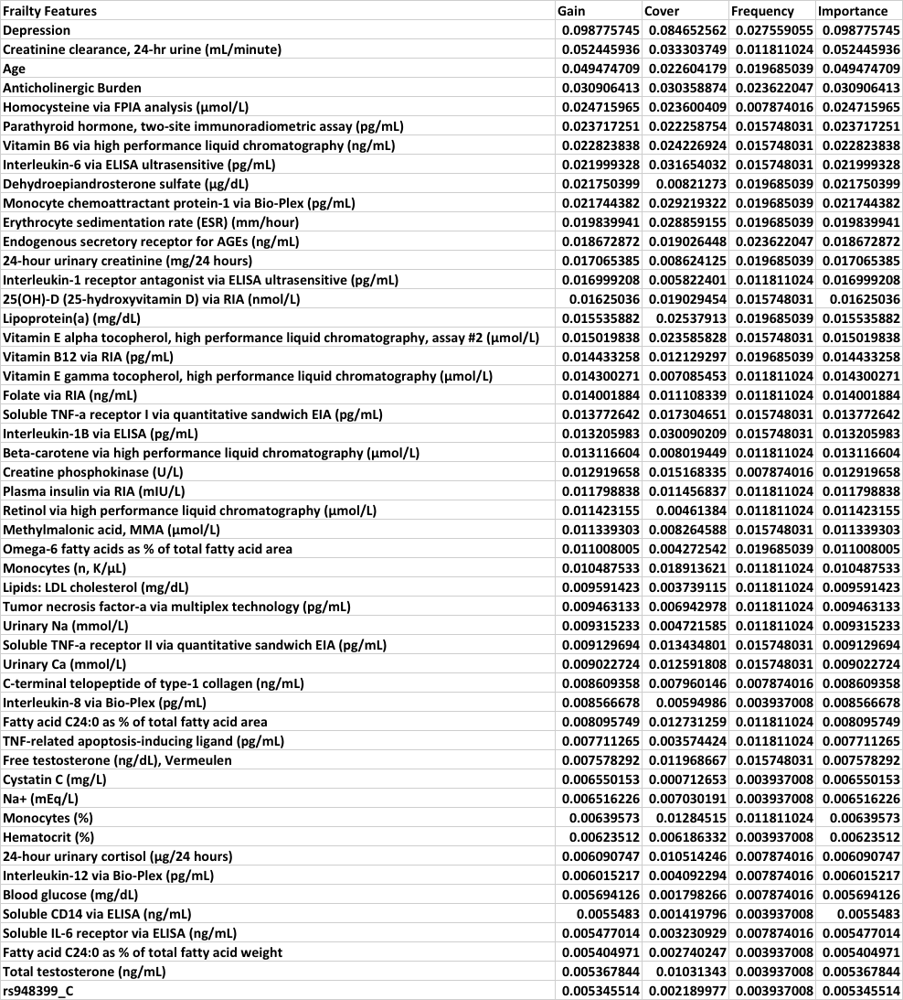 Frailty Features Gain Cover Frequency Importance
Depression 0.098775745 0.084652562 0.027559055 0.098775745
Creatinine clearance, 24-hr urine (mL/minute) 0.052445936 0.033303749 0.011811024 0.052445936
Age 0.049474709 0.022604179 0.019685039 0.049474709
Anticholinergic Burden 0.030906413 0.030358874 0.023622047 0.030906413
Homocysteine via FPIA analysis (µmol/L) 0.024715965 0.023600409 0.007874016 0.024715965
Parathyroid hormone, two-site immunoradiometric assay (pg/mL) 0.023717251 0.022258754 0.015748031 0.023717251
Vitamin B6 via high performance liquid chromatography (ng/mL) 0.022823838 0.024226924 0.015748031 0.022823838
Interleukin-6 via ELISA ultrasensitive (pg/mL) 0.021999328 0.031654032 0.015748031 0.021999328
Dehydroepiandrosterone sulfate (µg/dL) 0.021750399 0.00821273 0.019685039 0.021750399
Monocyte chemoattractant protein-1 via Bio-Plex (pg/mL) 0.021744382 0.029219322 0.019685039 0.021744382
Erythrocyte sedimentation rate (ESR) (mm/hour) 0.019839941 0.028859155 0.019685039 0.019839941
Endogenous secretory receptor for AGEs (ng/mL) 0.018672872 0.019026448 0.023622047 0.018672872
24-hour urinary creatinine (mg/24 hours) 0.017065385 0.008624125 0.019685039 0.017065385
Interleukin-1 receptor antagonist via ELISA ultrasensitive (pg/mL) 0.016999208 0.005822401 0.011811024 0.016999208
25(OH)-D (25-hydroxyvitamin D) via RIA (nmol/L) 0.01625036 0.019029454 0.015748031 0.01625036
Lipoprotein(a) (mg/dL) 0.015535882 0.02537913 0.019685039 0.015535882
Vitamin E alpha tocopherol, high performance liquid chromatography, assay #2 (µmol/L) 0.015019838 0.023585828 0.015748031 0.015019838
Vitamin B12 via RIA (pg/mL) 0.014433258 0.012129297 0.019685039 0.014433258
Vitamin E gamma tocopherol, high performance liquid chromatography (µmol/L) 0.014300271 0.007085453 0.011811024 0.014300271
Folate via RIA (ng/mL) 0.014001884 0.011108339 0.011811024 0.014001884
Soluble TNF-a receptor I via quantitative sandwich EIA (pg/mL) 0.013772642 0.017304651 0.015748031 0.013772642
Interleukin-1B via ELISA (pg/mL) 0.013205983 0.030090209 0.015748031 0.013205983
Beta-carotene via high performance liquid chromatography (µmol/L) 0.013116604 0.008019449 0.011811024 0.013116604
Creatine phosphokinase (U/L) 0.012919658 0.015168335 0.007874016 0.012919658
Plasma insulin via RIA (mIU/L) 0.011798838 0.011456837 0.011811024 0.011798838
Retinol via high performance liquid chromatography (µmol/L) 0.011423155 0.00461384 0.011811024 0.011423155
Methylmalonic acid, MMA (µmol/L) 0.011339303 0.008264588 0.015748031 0.011339303
Omega-6 fatty acids as % of total fatty acid area 0.011008005 0.004272542 0.019685039 0.011008005
Monocytes (n, K/µL) 0.010487533 0.018913621 0.011811024 0.010487533
Lipids: LDL cholesterol (mg/dL) 0.009591423 0.003739115 0.011811024 0.009591423
Tumor necrosis factor-a via multiplex technology (pg/mL) 0.009463133 0.006942978 0.011811024 0.009463133
Urinary Na (mmol/L) 0.009315233 0.004721585 0.011811024 0.009315233
Soluble TNF-a receptor II via quantitative sandwich EIA (pg/mL) 0.009129694 0.013434801 0.015748031 0.009129694
Urinary Ca (mmol/L) 0.009022724 0.012591808 0.015748031 0.009022724
C-terminal telopeptide of type-1 collagen (ng/mL) 0.008609358 0.007960146 0.007874016 0.008609358
Interleukin-8 via Bio-Plex (pg/mL) 0.008566678 0.00594986 0.003937008 0.008566678
Fatty acid C24:0 as % of total fatty acid area 0.008095749 0.012731259 0.011811024 0.008095749
TNF-related apoptosis-inducing ligand (pg/mL) 0.007711265 0.003574424 0.011811024 0.007711265
Free testosterone (ng/dL), Vermeulen 0.007578292 0.011968667 0.015748031 0.007578292
Cystatin C (mg/L) 0.006550153 0.000712653 0.003937008 0.006550153
Na+ (mEq/L) 0.006516226 0.007030191 0.003937008 0.006516226
Monocytes (%) 0.00639573 0.01284515 0.011811024 0.00639573
Hematocrit (%) 0.00623512 0.006186332 0.003937008 0.00623512
24-hour urinary cortisol (µg/24 hours) 0.006090747 0.010514246 0.007874016 0.006090747
Interleukin-12 via Bio-Plex (pg/mL) 0.006015217 0.004092294 0.007874016 0.006015217
Blood glucose (mg/dL) 0.005694126 0.001798266 0.007874016 0.005694126
Soluble CD14 via ELISA (ng/mL) 0.0055483 0.001419796 0.003937008 0.0055483
Soluble IL-6 receptor via ELISA (ng/mL) 0.005477014 0.003230929 0.007874016 0.005477014
Fatty acid C24:0 as % of total fatty acid weight 0.005404971 0.002740247 0.003937008 0.005404971
Total testosterone (ng/mL) 0.005367844 0.01031343 0.003937008 0.005367844
rs948399_C 0.005345514 0.002189977 0.003937008 0.005345514